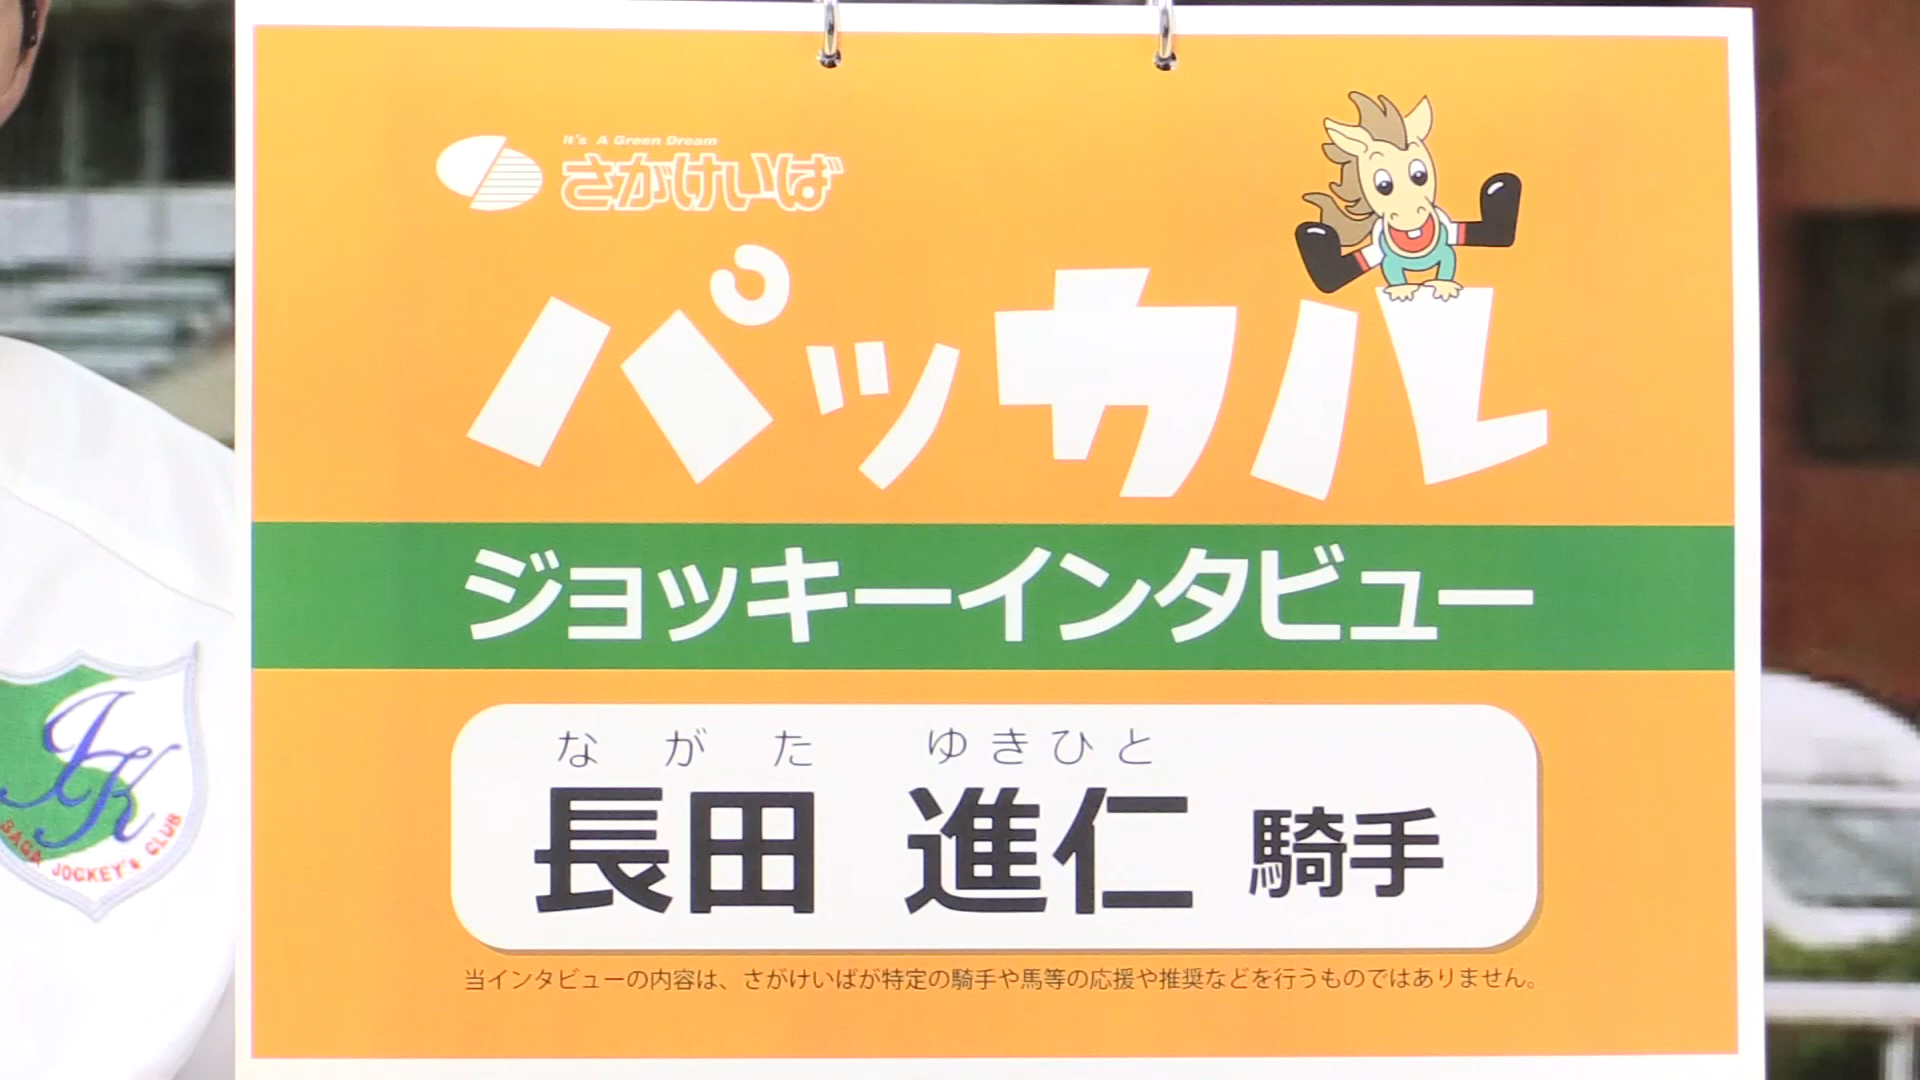 It's A Green Dream
さがけいば
パッカル
ジョッキーインタビュー
ながた ゆきひと
長田 進仁 騎手
当インタビューの内容は、さがけいばが特定の騎手や馬等の応援や推奨などを行うものではありません。
JK
SAGA JOCKEY'S CLUB